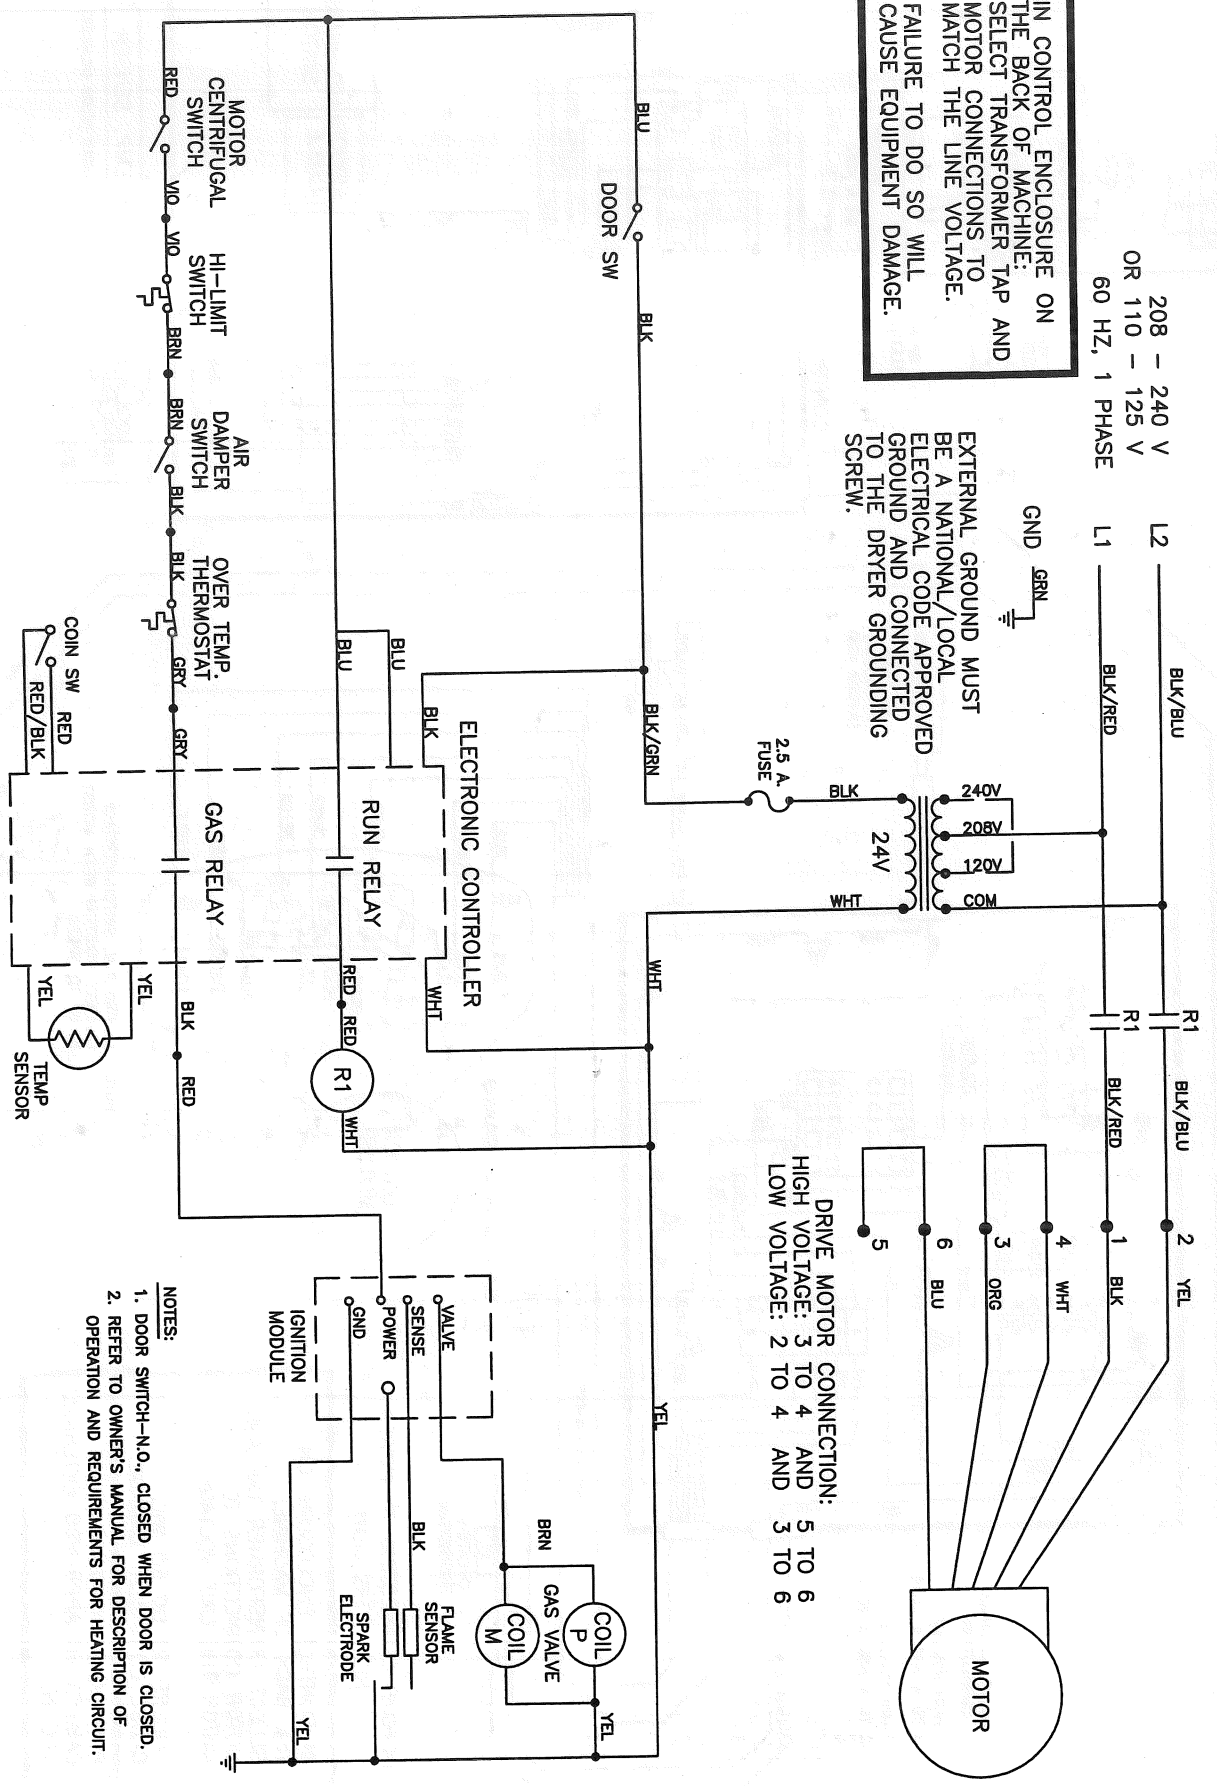 IN CONTROL ENCLOSURE ON
THE BACK OF MACHINE:
SELECT TRANSFORMER TAP AND
MOTOR CONNECTIONS TO
MATCH THE LINE VOLTAGE.
FAILURE TO DO SO WILL
CAUSE EQUIPMENT DAMAGE.
208 - 240 V
OR 110 - 125 V
60 HZ, 1 PHASE
L2
L1
GND
GRN
EXTERNAL GROUND MUST
BE A NATIONAL/LOCAL
ELECTRICAL CODE APPROVED
GROUND AND CONNECTED
TO THE DRYER GROUNDING
SCREW.
BLK/BLU
BLK/RED
240V
208V
120V
COM
24V
BLK
WHT
2.5 A.
FUSE
R1
R1
BLK/BLU
BLK/RED
2
1
4
3
6
5
YEL
BLK
WHT
ORG
BLU
MOTOR
DRIVE MOTOR CONNECTION:
HIGH VOLTAGE: 3 TO 4 AND 5 TO 6
LOW VOLTAGE: 2 TO 4 AND 3 TO 6
BLU
DOOR SW
BLK
BLK/GRN
WHT
YEL
ELECTRONIC CONTROLLER
BLK
WHT
BLU
BLU
RUN RELAY
RED
RED
R1
WHT
RED
MOTOR
CENTRIFUGAL
SWITCH
VIO
VIO
HI-LIMIT
SWITCH
BRN
BRN
AIR
DAMPER
SWITCH
BLK
BLK
OVER TEMP.
THERMOSTAT
GRY
GRY
GAS RELAY
BLK
RED
COIN SW
RED
RED/BLK
YEL
YEL
TEMP
SENSOR
VALVE
SENSE
POWER
GND
IGNITION
MODULE
BRN
GAS VALVE
COIL
P
COIL
M
YEL
BLK
FLAME
SENSOR
SPARK
ELECTRODE
YEL
NOTES:
1. DOOR SWITCH-N.O., CLOSED WHEN DOOR IS CLOSED.
2. REFER TO OWNER'S MANUAL FOR DESCRIPTION OF
OPERATION AND REQUIREMENTS FOR HEATING CIRCUIT.